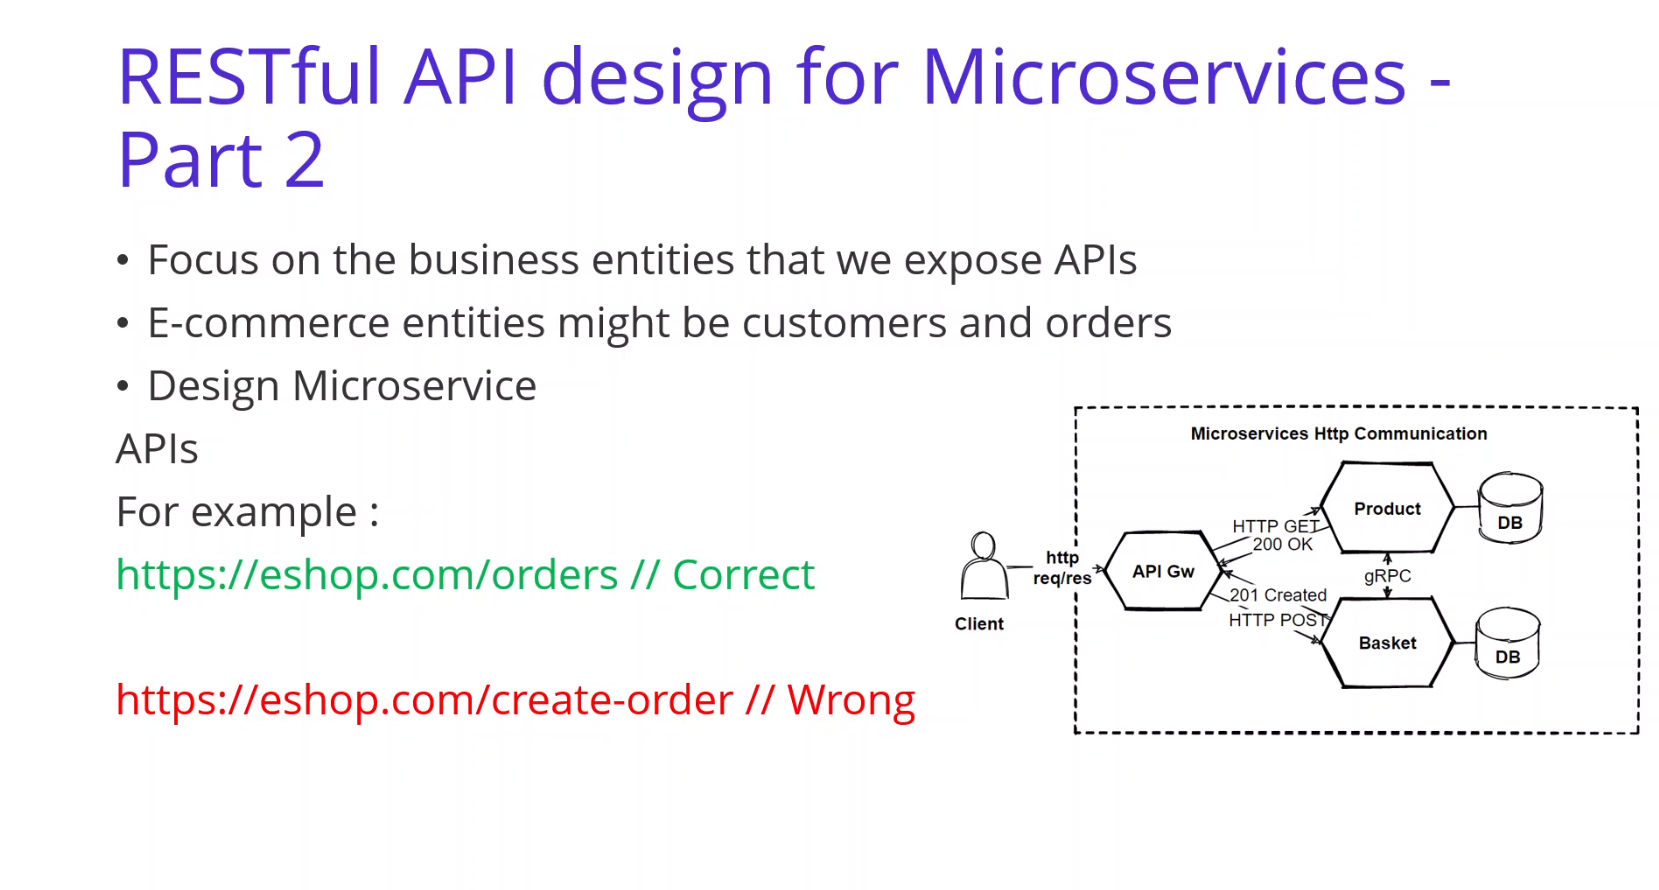 RESTful API design for Microservices -
Part 2
• Focus on the business entities that we expose APIs
• E-commerce entities might be customers and orders
• Design Microservice
APIs
For example :
https://eshop.com/orders // Correct
https://eshop.com/create-order // Wrong
Microservices Http Communication
Client
http
req/res
API Gw
HTTP GET
200 OK
201 Created
HTTP POST
Product
DB
gRPC
Basket
DB